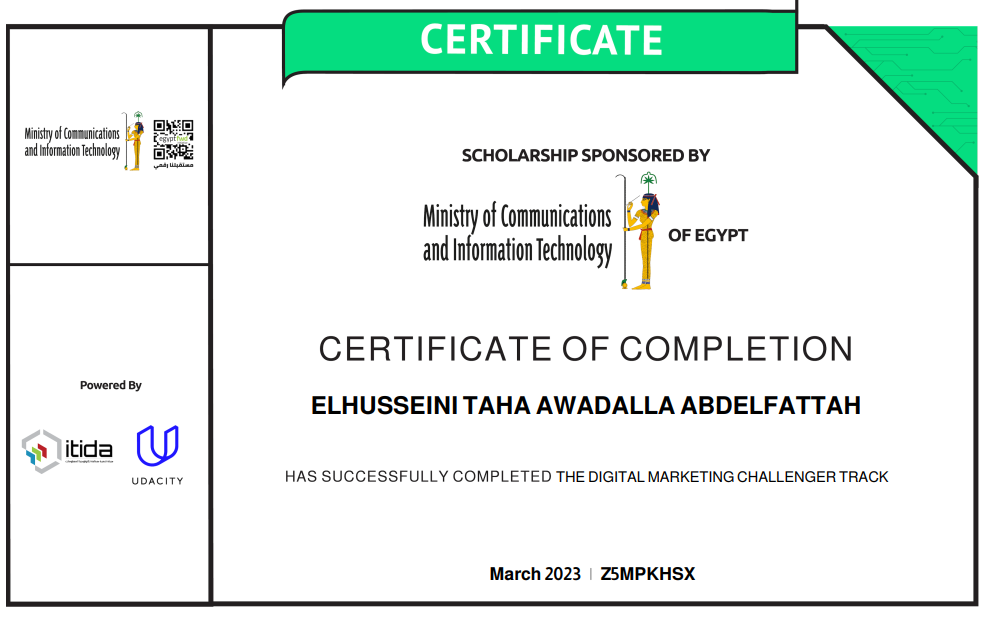 CERTIFICATE
Ministry of Communications
and Information Technology
egypt fwd
مستقبلنا رقمي
SCHOLARSHIP SPONSORED BY
Ministry of Communications
and Information Technology
OF EGYPT
CERTIFICATE OF COMPLETION
ELHUSSEINI TAHA AWADALLA ABDELFATTAH
HAS SUCCESSFULLY COMPLETED THE DIGITAL MARKETING CHALLENGER TRACK
March 2023 | Z5MPKHSX
Powered By
itida
UDACITY